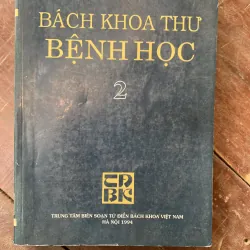 BÁCH KHOA THƯ
BỆNH HỌC
2
TRUNG TÂM BIÊN SOẠN TỪ ĐIỂN BÁCH KHOA VIỆT NAM
HÀ NỘI 1994